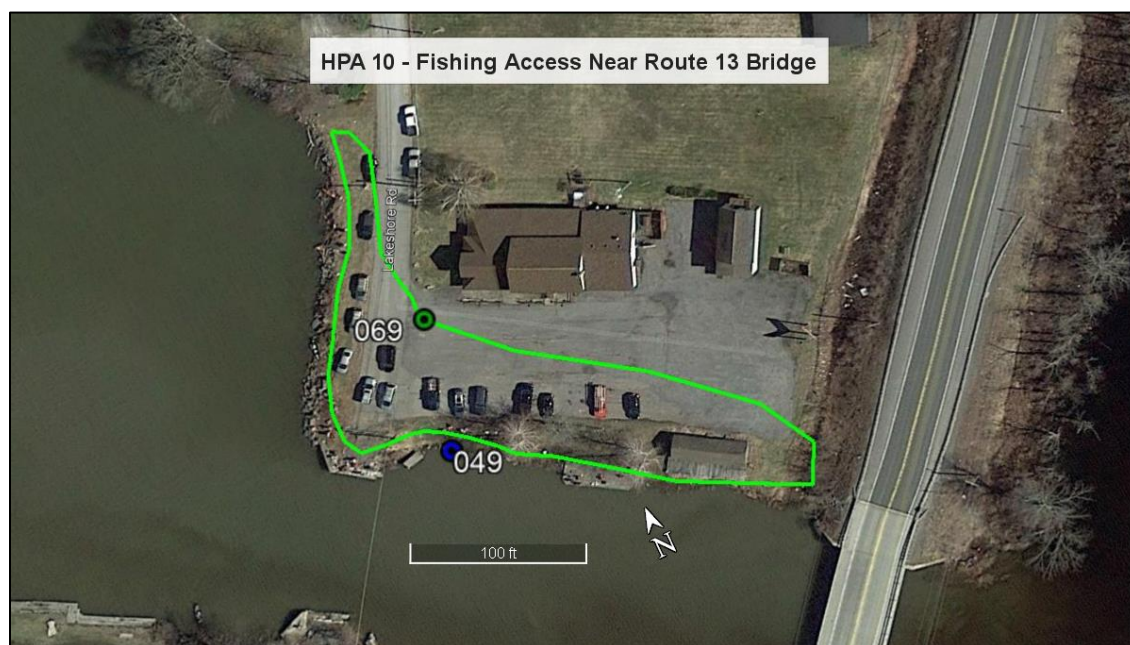 HPA 10 - Fishing Access Near Route 13 Bridge
Lakeshore Rd
069
049
N
100 ft